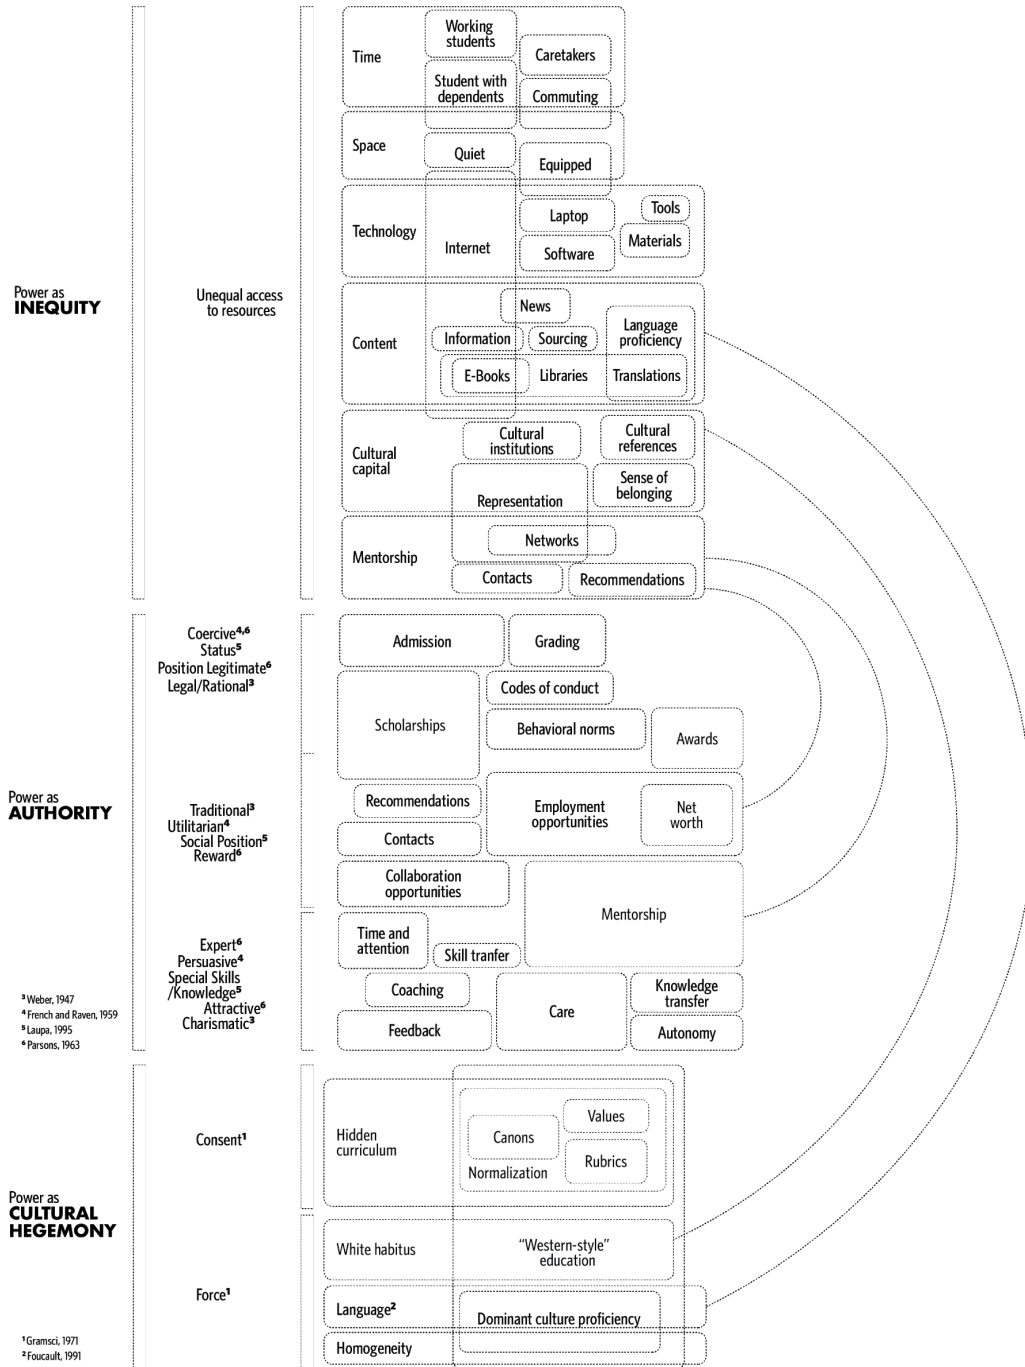 Power as
INEQUITY
Unequal access
to resources
Time
Working
students
Caretakers
Student with
dependents
Commuting
Space
Quiet
Equipped
Technology
Internet
Laptop
Tools
Software
Materials
Content
News
Information
Sourcing
Language
proficiency
E-Books
Libraries
Translations
Cultural
capital
Cultural
institutions
Cultural
references
Representation
Sense of
belonging
Mentorship
Networks
Contacts
Recommendations
Power as
AUTHORITY
Coercive⁴,⁶
Status⁵
Position Legitimate⁶
Legal/Rational³
Admission
Grading
Scholarships
Codes of conduct
Behavioral norms
Awards
Traditional³
Utilitarian⁴
Social Position⁵
Reward⁶
Recommendations
Employment
opportunities
Net
worth
Contacts
Collaboration
opportunities
Mentorship
Expert⁶
Persuasive⁴
Special Skills
/Knowledge⁵
Attractive⁶
Charismatic³
Time and
attention
Skill tranfer
Coaching
Care
Knowledge
transfer
Feedback
Autonomy
³ Weber, 1947
⁴ French and Raven, 1959
⁵ Laupa, 1995
⁶ Parsons, 1963
Power as
CULTURAL
HEGEMONY
Consent¹
Hidden
curriculum
Values
Canons
Rubrics
Normalization
Force¹
White habitus
“Western-style”
education
Language²
Dominant culture proficiency
Homogeneity
¹ Gramsci, 1971
² Foucault, 1991